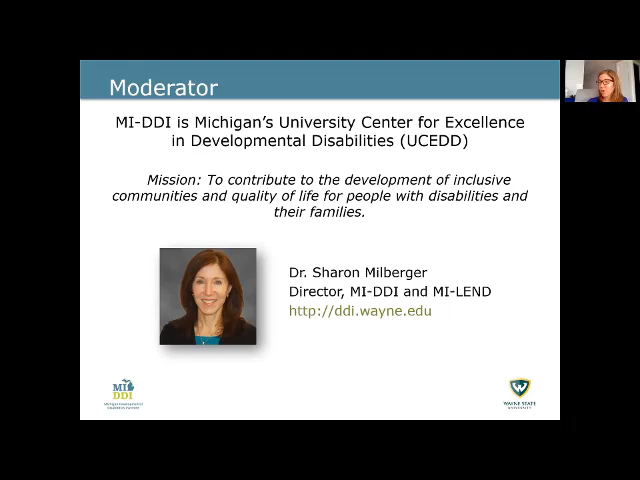 Moderator
MI-DDI is Michigan's University Center for Excellence
in Developmental Disabilities (UCEDD)
Mission: To contribute to the development of inclusive
communities and quality of life for people with disabilities and
their families.
Dr. Sharon Milberger
Director, MI-DDI and MI-LEND
http://ddi.wayne.edu
MI
DDI
WAYNE STATE
UNIVERSITY